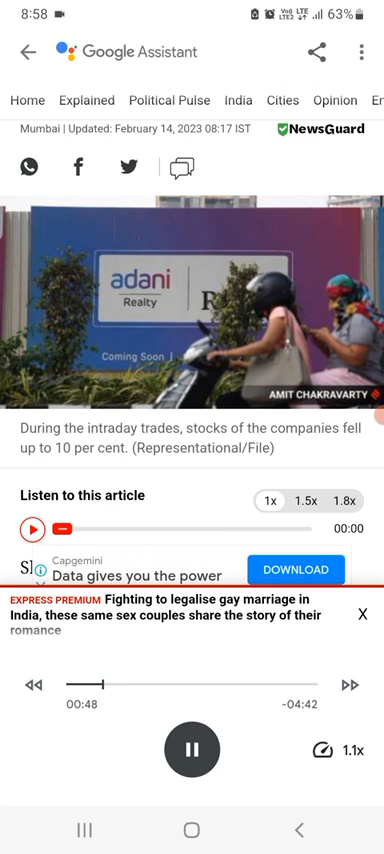 8:58
Vo)) LTE
LTE2
63%
Google Assistant
Home Explained Political Pulse India Cities Opinion
Mumbai | Updated: February 14, 2023 08:17 IST NewsGuard
adani
Realty
R
Coming Soon |
AMIT CHAKRAVARTY
During the intraday trades, stocks of the companies fell
up to 10 per cent. (Representational/File)
Listen to this article
1x 1.5x 1.8x
00:00
Capgemini
Data gives you the power
DOWNLOAD
EXPRESS PREMIUM Fighting to legalise gay marriage in
India, these same sex couples share the story of their
romance
X
00:48 -04:42
1.1x